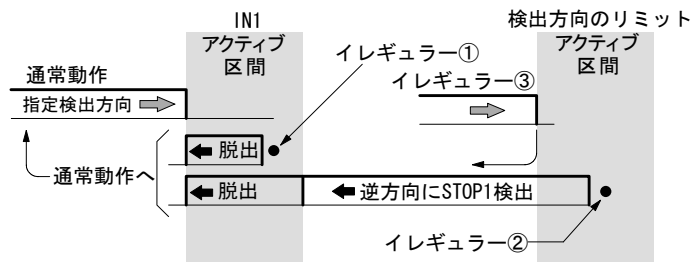 IN1
アクティブ
区間
検出方向のリミット
アクティブ
区間
通常動作
イレギュラー①
指定検出方向
イレギュラー③
脱出
通常動作へ
脱出
逆方向にSTOP1検出
イレギュラー②